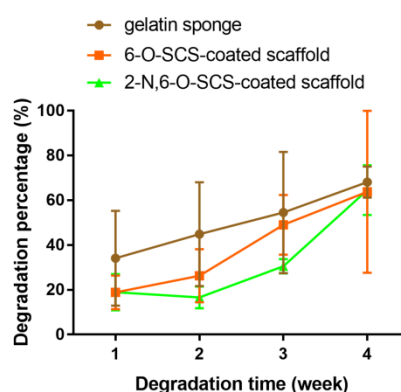 gelatin sponge
6-O-SCS-coated scaffold
2-N,6-O-SCS-coated scaffold
Degradation percentage (%)
100
80
60
40
20
0
1 2 3 4
Degradation time (week)